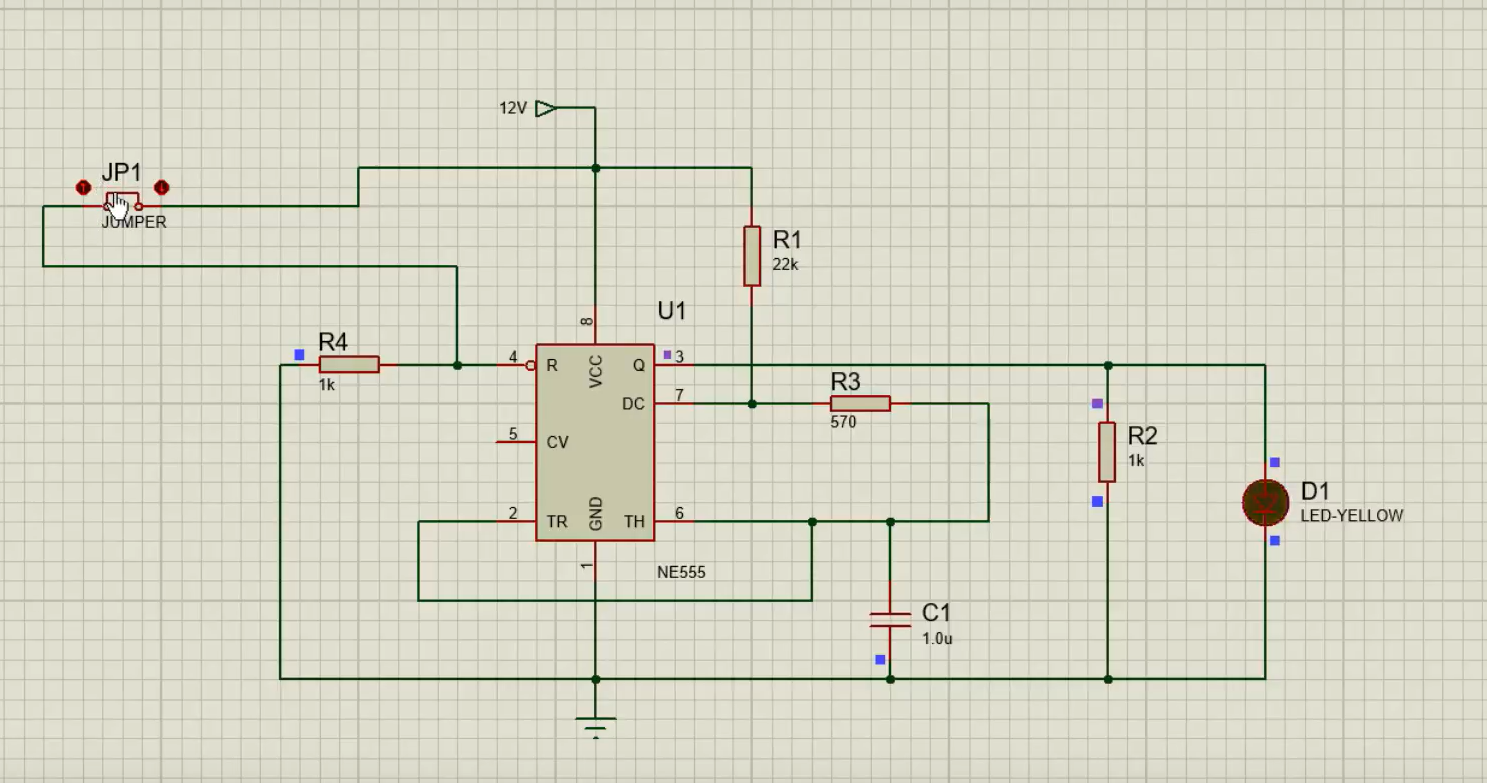 12V
JP1
JUMPER
R1
22k
U1
8
R4
1k
4
R
VCC
Q
3
DC
7
R3
570
5
CV
R2
1k
2
TR
GND
TH
6
D1
LED-YELLOW
1
NE555
C1
1.0u